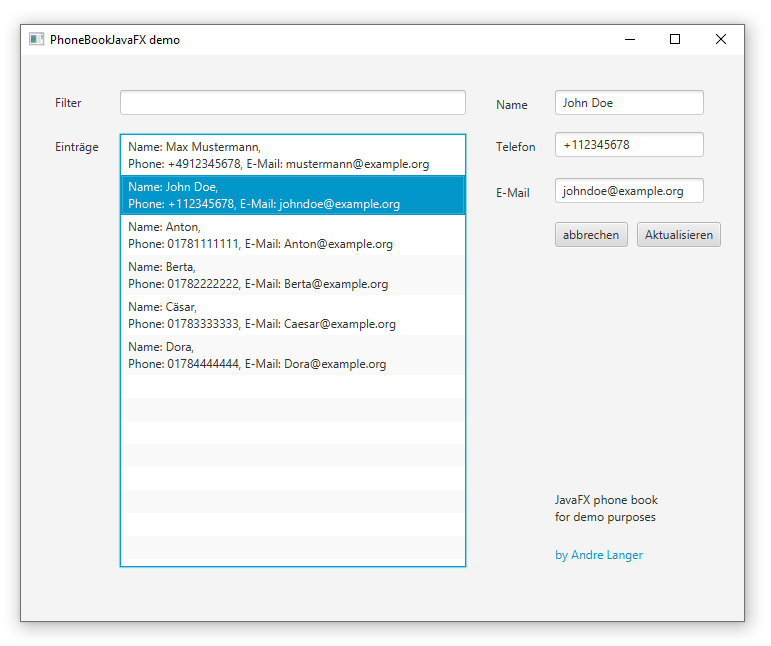 PhoneBookJavaFX demo
Filter
Einträge
Name: Max Mustermann,
Phone: +4912345678, E-Mail: mustermann@example.org
Name: John Doe,
Phone: +112345678, E-Mail: johndoe@example.org
Name: Anton,
Phone: 01781111111, E-Mail: Anton@example.org
Name: Berta,
Phone: 01782222222, E-Mail: Berta@example.org
Name: Cäsar,
Phone: 01783333333, E-Mail: Caesar@example.org
Name: Dora,
Phone: 01784444444, E-Mail: Dora@example.org
Name John Doe
Telefon +112345678
E-Mail johndoe@example.org
abbrechen Aktualisieren
JavaFX phone book
for demo purposes
by Andre Langer